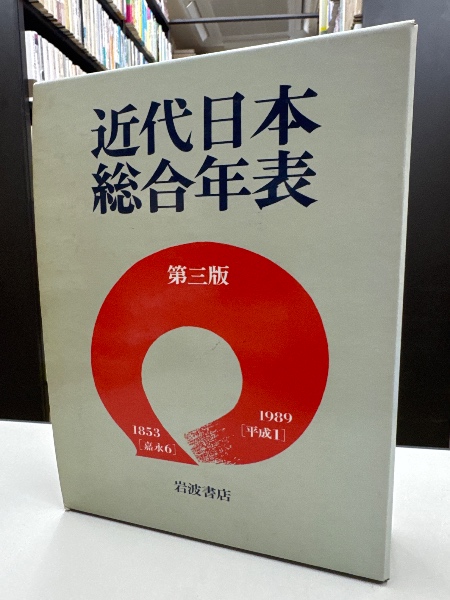 近代日本
総合年表
第三版
1853
[嘉永6]
1989
[平成1]
岩波書店